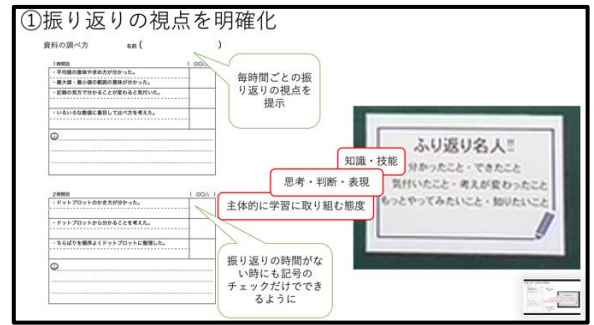 ①振り返りの視点を明確化
資料の調べ方 名前( )
1時間目 ( ○○△ )
・平均値の意味や求め方が分かった。
・最大値・最小値の範囲の意味が分かった。
・記録の見方で分かることが変わると気付いた。
・いろいろな数値に着目して比べ方を考えた。
①
2時間目 ( ○○△ )
・ドットプロットのかき方が分かった。
・ドットプロットから分かることを考えた。
・ちらばりを順序よくドットプロットに整理した。
②
毎時間ごとの振
り返りの視点を
提示
振り返りの時間がな
い時にも記号の
チェックだけででき
るように
知識・技能
思考・判断・表現
主体的に学習に取り組む態度
ふり返り名人!!
分かったこと・できたこと
気付いたこと・考えが変わったこと
もっとやってみたいこと・知りたいこと